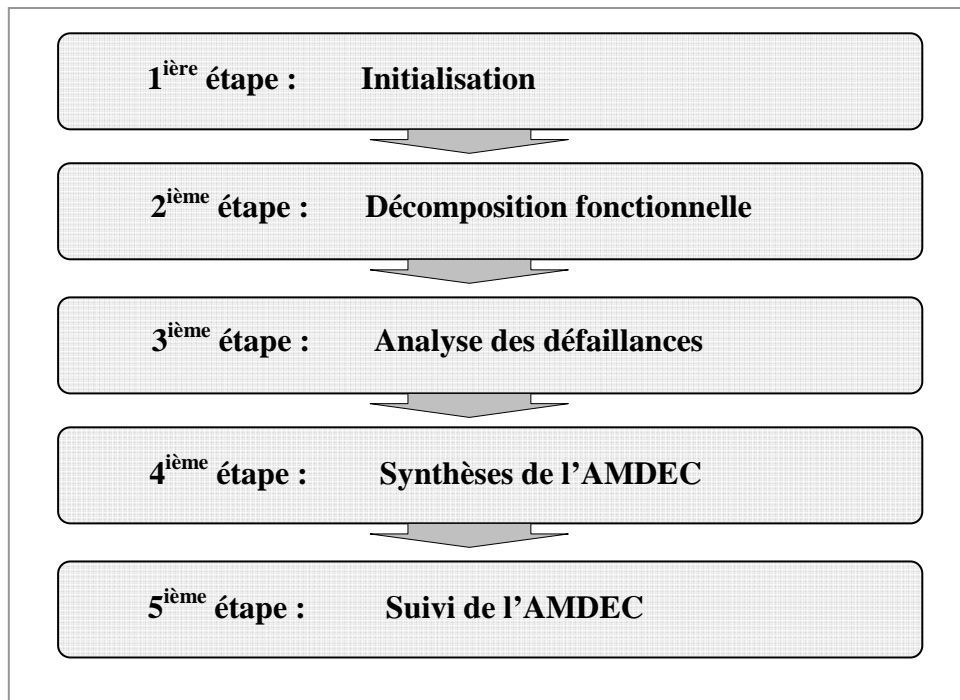 1ière étape : Initialisation
2ième étape : Décomposition fonctionnelle
3ième étape : Analyse des défaillances
4ième étape : Synthèses de l’AMDEC
5ième étape : Suivi de l’AMDEC